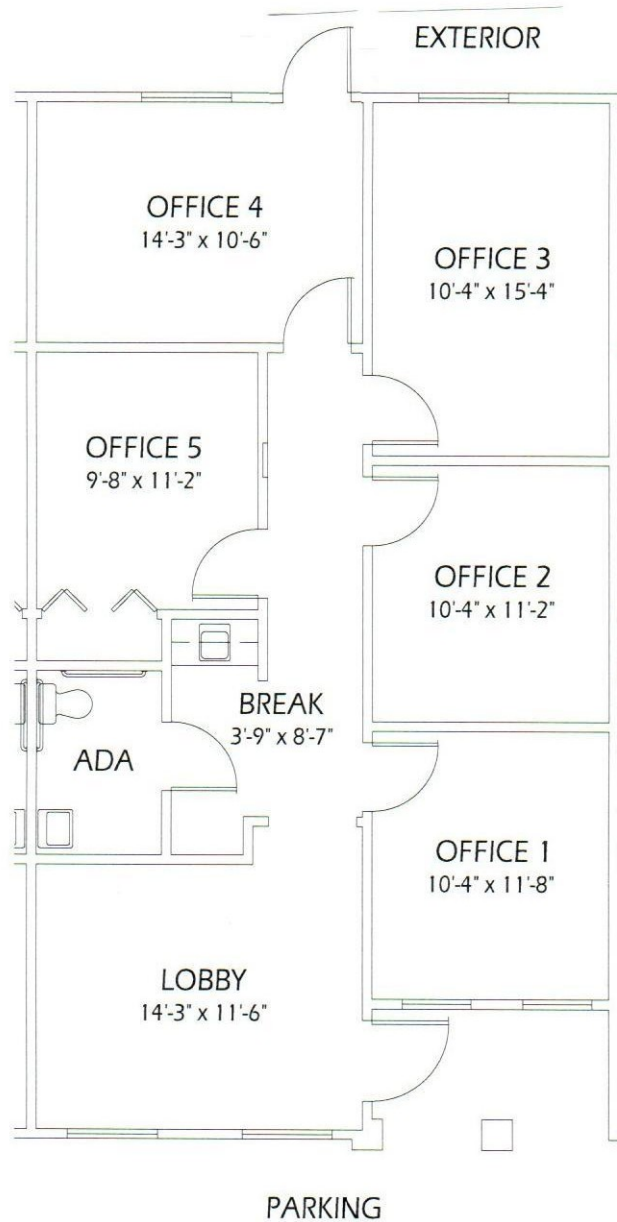 EXTERIOR
OFFICE 4
14'-3" x 10'-6"
OFFICE 3
10'-4" x 15'-4"
OFFICE 5
9'-8" x 11'-2"
OFFICE 2
10'-4" x 11'-2"
BREAK
3'-9" x 8'-7"
ADA
OFFICE 1
10'-4" x 11'-8"
LOBBY
14'-3" x 11'-6"
PARKING